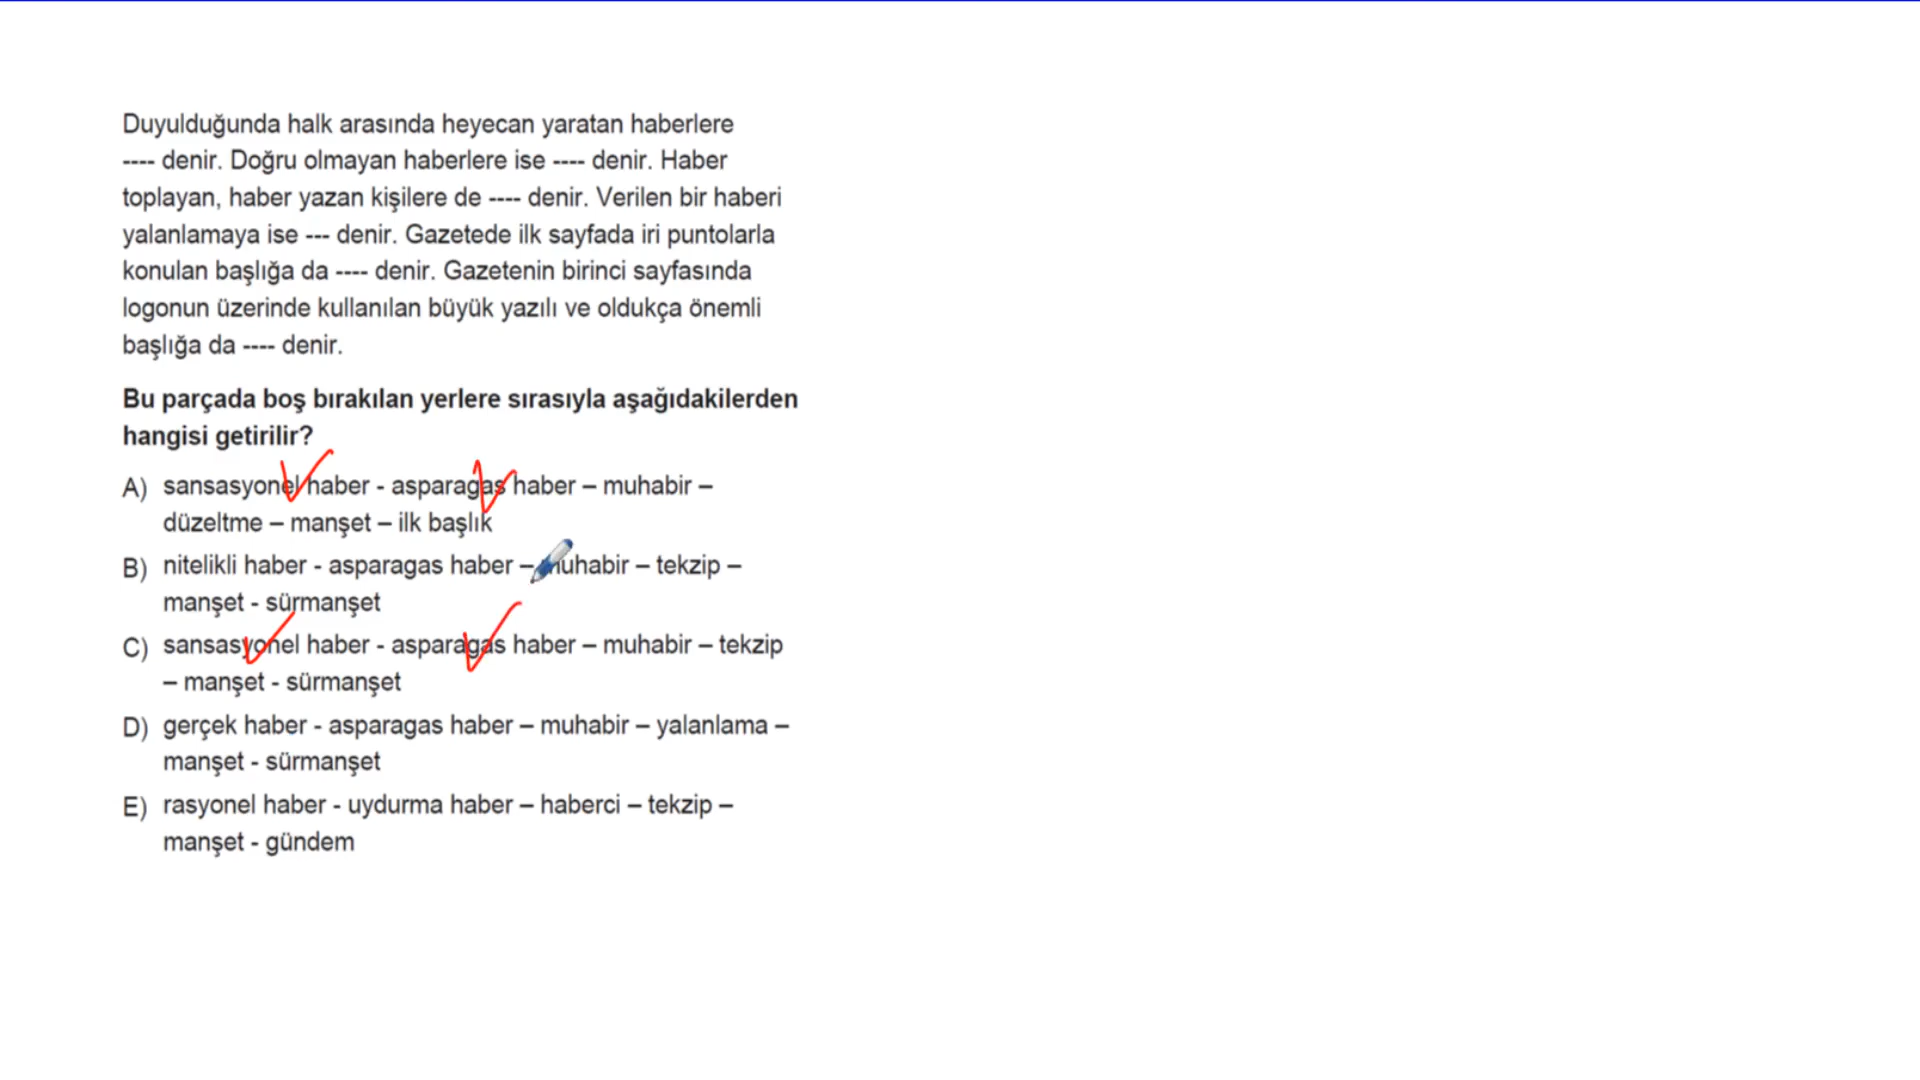 Duyulduğunda halk arasında heyecan yaratan haberlere
---- denir. Doğru olmayan haberlere ise ---- denir. Haber
toplayan, haber yazan kişilere de ---- denir. Verilen bir haberi
yalanlamaya ise --- denir. Gazetede ilk sayfada iri puntolarla
konulan başlığa da ---- denir. Gazetenin birinci sayfasında
logonun üzerinde kullanılan büyük yazılı ve oldukça önemli
başlığa da ---- denir.
Bu parçada boş bırakılan yerlere sırasıyla aşağıdakilerden
hangisi getirilir?
A) sansasyonel haber - asparagas haber – muhabir –
düzeltme – manşet – ilk başlık
B) nitelikli haber - asparagas haber – muhabir – tekzip –
manşet - sürmanşet
C) sansasyonel haber - asparagas haber – muhabir – tekzip
– manşet - sürmanşet
D) gerçek haber - asparagas haber – muhabir – yalanlama –
manşet - sürmanşet
E) rasyonel haber - uydurma haber – haberci – tekzip –
manşet - gündem